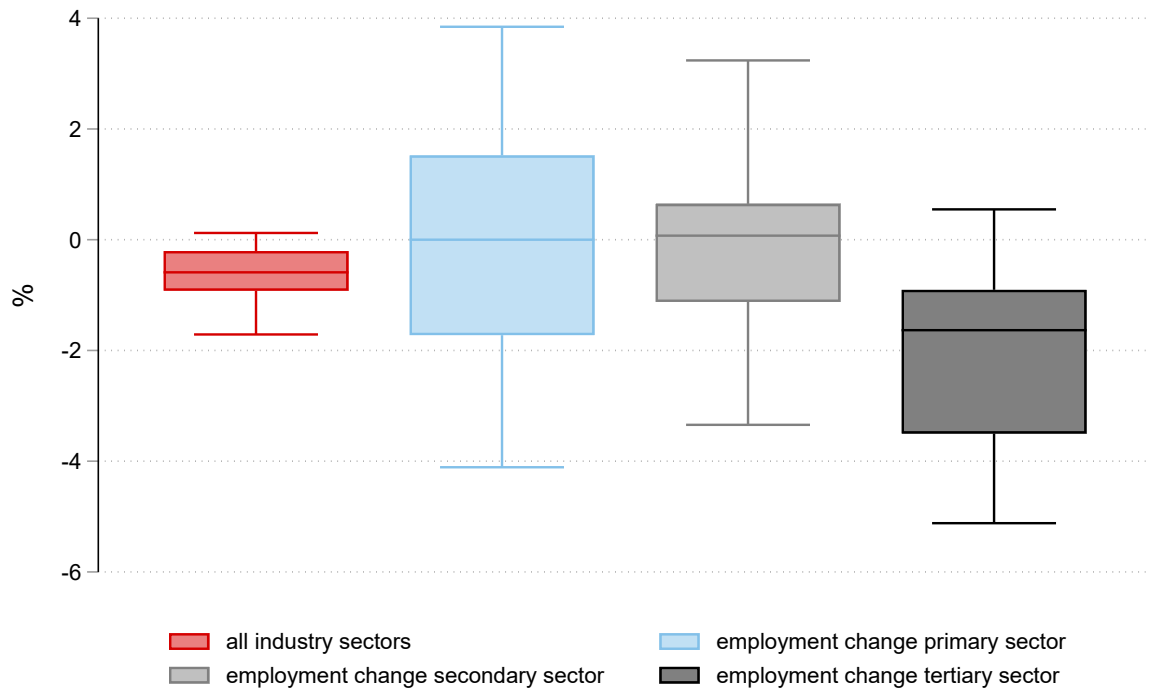 4
2
0
-2
-4
-6
%
all industry sectors
employment change primary sector
employment change secondary sector
employment change tertiary sector